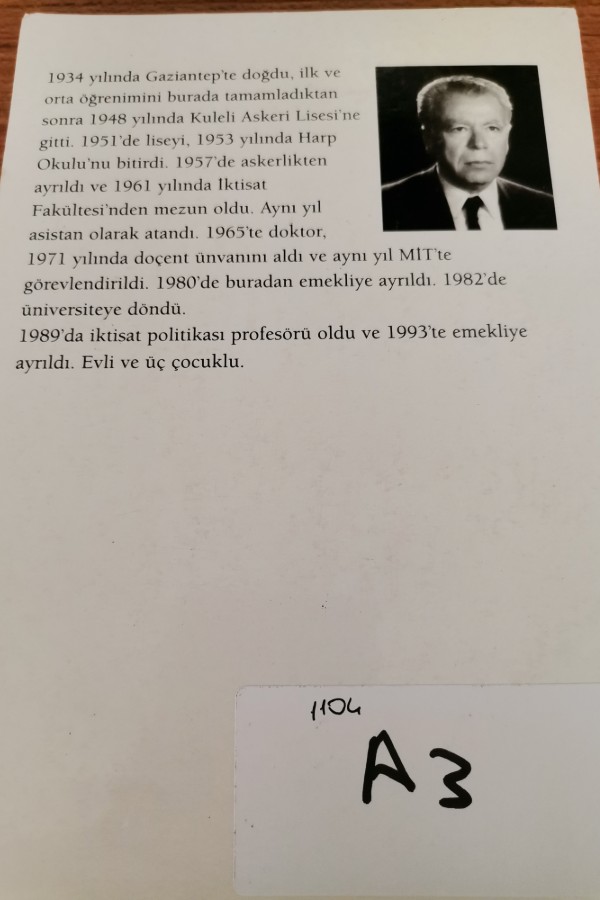 1934 yılında Gaziantep'te doğdu, ilk ve
orta öğrenimini burada tamamladıktan
sonra 1948 yılında Kuleli Askeri Lisesi'ne
gitti. 1951'de liseyi, 1953 yılında Harp
Okulu'nu bitirdi. 1957'de askerlikten
ayrıldı ve 1961 yılında İktisat
Fakültesi'nden mezun oldu. Aynı yıl
asistan olarak atandı. 1965'te doktor,
1971 yılında doçent ünvanını aldı ve aynı yıl MİT'te
görevlendirildi. 1980'de buradan emekliye ayrıldı. 1982'de
üniversiteye döndü.
1989'da iktisat politikası profesörü oldu ve 1993'te emekliye
ayrıldı. Evli ve üç çocuklu.
1104
A3